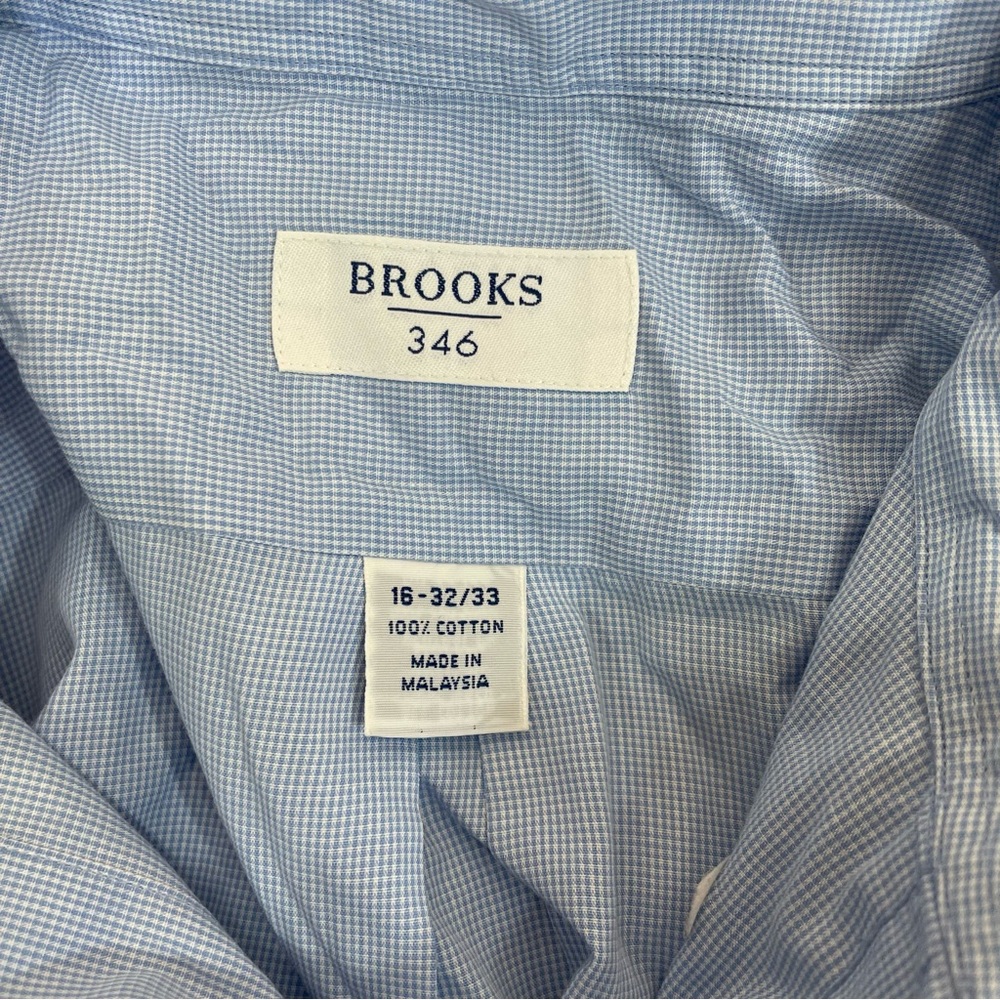 BROOKS
346
16-32/33
100% COTTON
MADE IN
MALAYSIA